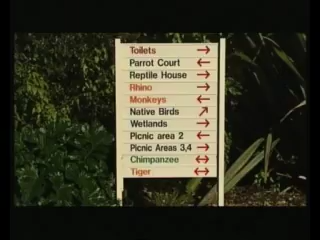 Toilets →
Parrot Court ←
Reptile House →
Rhino →
Monkeys ←
Native Birds ↗
Wetlands →
Picnic area 2 ←
Picnic Areas 3,4 →
Chimpanzee ↔
Tiger ↔